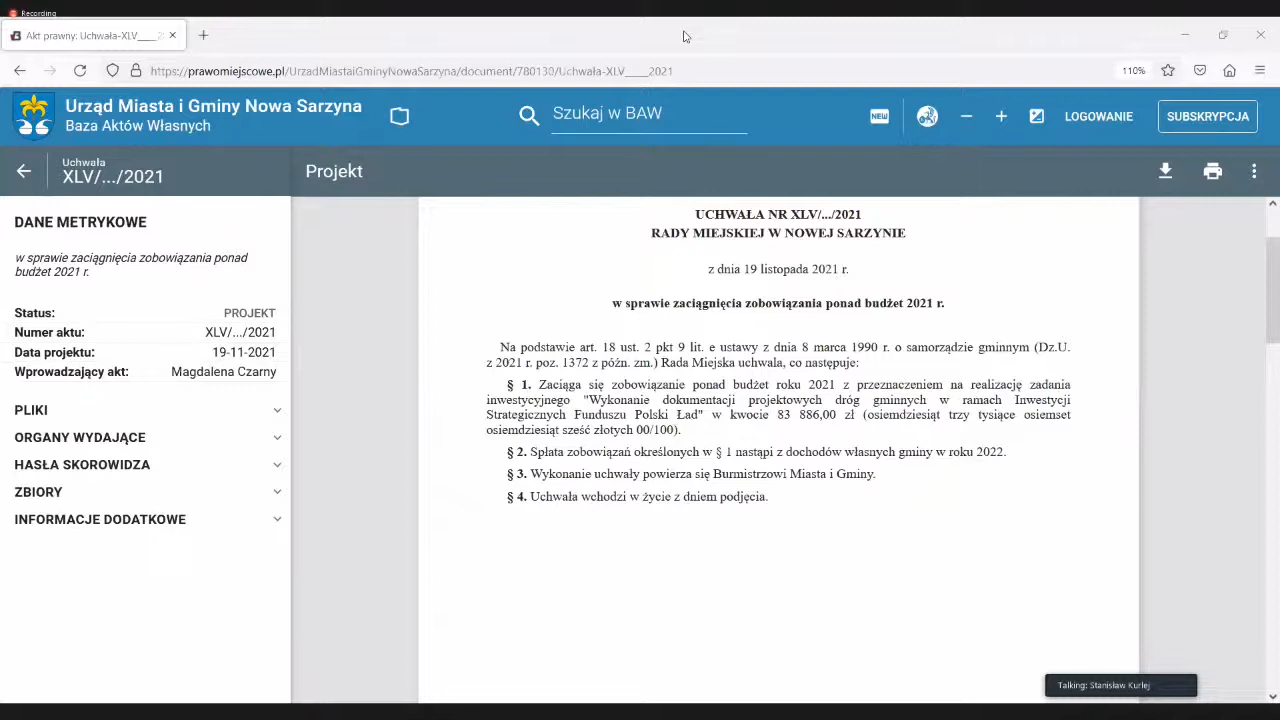 Recording
Akt prawny: Uchwała-XLV____2
https://prawomiejscowe.pl/UrzadMiastaiGminyNowaSarzyna/document/780130/Uchwała-XLV____2021
110%
Urząd Miasta i Gminy Nowa Sarzyna
Baza Aktów Własnych
Szukaj w BAW
NEW
LOGOWANIE
SUBSKRYPCJA
Uchwała
XLV/.../2021
Projekt
DANE METRYKOWE
w sprawie zaciągnięcia zobowiązania ponad
budżet 2021 r.
Status: PROJEKT
Numer aktu: XLV/.../2021
Data projektu: 19-11-2021
Wprowadzający akt: Magdalena Czarny
PLIKI
ORGANY WYDAJĄCE
HASŁA SKOROWIDZA
ZBIORY
INFORMACJE DODATKOWE
UCHWAŁA NR XLV/.../2021
RADY MIEJSKIEJ W NOWEJ SARZYNIE
z dnia 19 listopada 2021 r.
w sprawie zaciągnięcia zobowiązania ponad budżet 2021 r.
Na podstawie art. 18 ust. 2 pkt 9 lit. e ustawy z dnia 8 marca 1990 r. o samorządzie gminnym (Dz.U.
z 2021 r. poz. 1372 z późn. zm.) Rada Miejska uchwala, co następuje:
§ 1. Zaciąga się zobowiązanie ponad budżet roku 2021 z przeznaczeniem na realizację zadania
inwestycyjnego "Wykonanie dokumentacji projektowych dróg gminnych w ramach Inwestycji
Strategicznych Funduszu Polski Ład" w kwocie 83 886,00 zł (osiemdziesiąt trzy tysiące osiemset
osiemdziesiąt sześć złotych 00/100).
§ 2. Spłata zobowiązań określonych w § 1 nastąpi z dochodów własnych gminy w roku 2022.
§ 3. Wykonanie uchwały powierza się Burmistrzowi Miasta i Gminy.
§ 4. Uchwała wchodzi w życie z dniem podjęcia.
Talking: Stanisław Kurlej